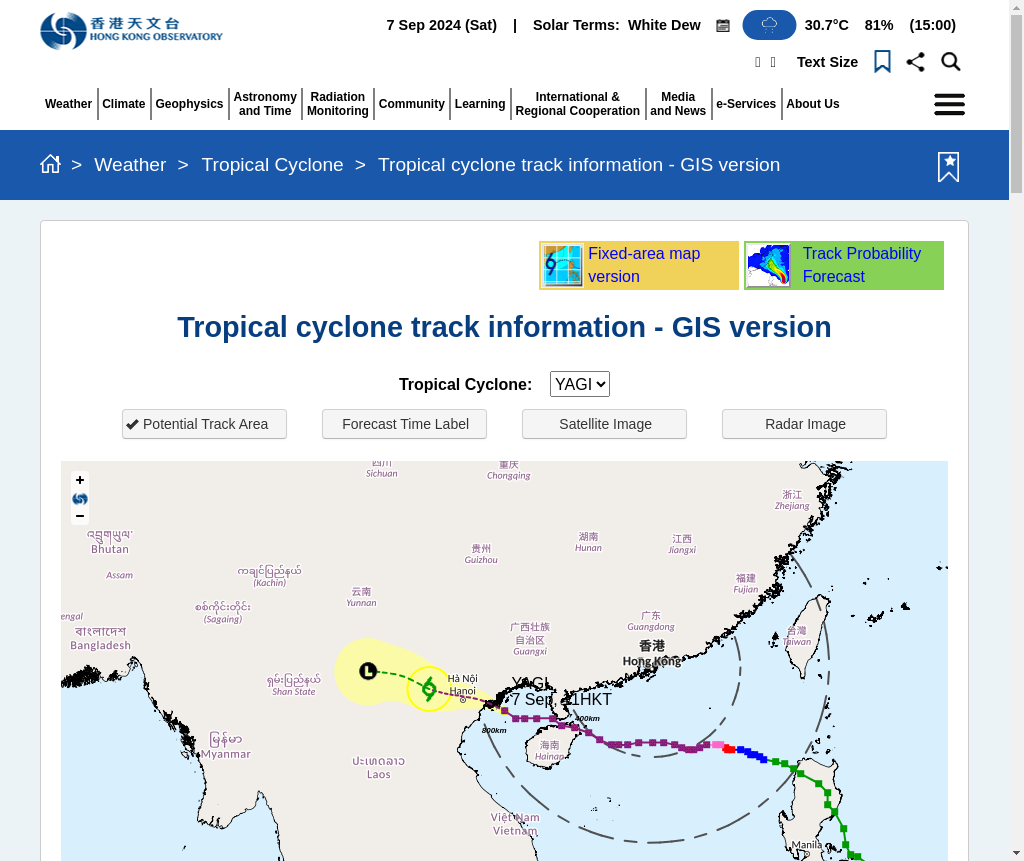 香港天文台
HONG KONG OBSERVATORY
7 Sep 2024 (Sat) | Solar Terms: White Dew 30.7°C 81% (15:00)
Text Size
Weather
Climate
Geophysics
Astronomy
and Time
Radiation
Monitoring
Community
Learning
International &
Regional Cooperation
Media
and News
e-Services
About Us
> Weather > Tropical Cyclone > Tropical cyclone track information - GIS version
Fixed-area map
version
Track Probability
Forecast
Tropical cyclone track information - GIS version
Tropical Cyclone: YAGI
Potential Track Area
Forecast Time Label
Satellite Image
Radar Image
+
−
四川
Sichuan
重庆
Chongqing
浙江
Zhejiang
འབྲུག་ཡུལ་
Bhutan
Assam
ကချင်ပြည်နယ်
(Kachin)
贵州
Guizhou
湖南
Hunan
江西
Jiangxi
福建
Fujian
云南
Yunnan
စစ်ကိုင်းတိုင်း
(Sagaing)
engal
বাংলাদেশ
Bangladesh
广西壮族
自治区
Guangxi
广东
Guangdong
香港
Hong Kong
台灣
Taiwan
ရှမ်းပြည်နယ်
Shan State
L
Hà Nội
Hanoi
YAGI
7 Sep, 11HKT
400km
800km
海南
Hainan
မြန်မာ
Myanmar
ປະເທດລາວ
Laos
Việt Nam
Vietnam
Manila